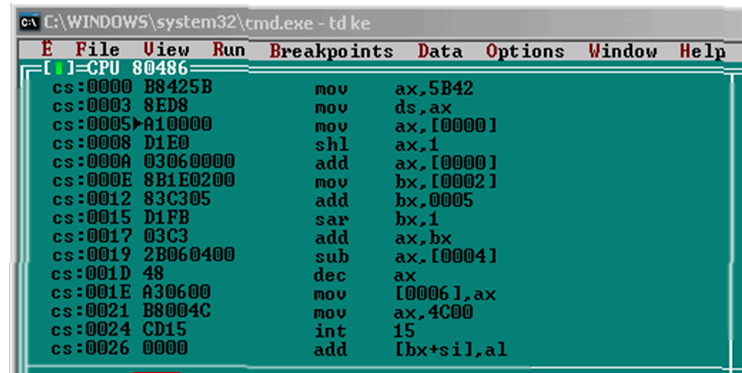 C:\WINDOWS\system32\cmd.exe - td ke
E File View Run Breakpoints Data Options Window Help
[ ]=CPU 80486
cs:0000 B8425B mov ax,5B42
cs:0003 8ED8 mov ds,ax
cs:0005►A10000 mov ax,[0000]
cs:0008 D1E0 shl ax,1
cs:000A 03060000 add ax,[0000]
cs:000E 8B1E0200 mov bx,[0002]
cs:0012 83C305 add bx,0005
cs:0015 D1FB sar bx,1
cs:0017 03C3 add ax,bx
cs:0019 2B060400 sub ax,[0004]
cs:001D 48 dec ax
cs:001E A30600 mov [0006],ax
cs:0021 B8004C mov ax,4C00
cs:0024 CD15 int 15
cs:0026 0000 add [bx+si],al